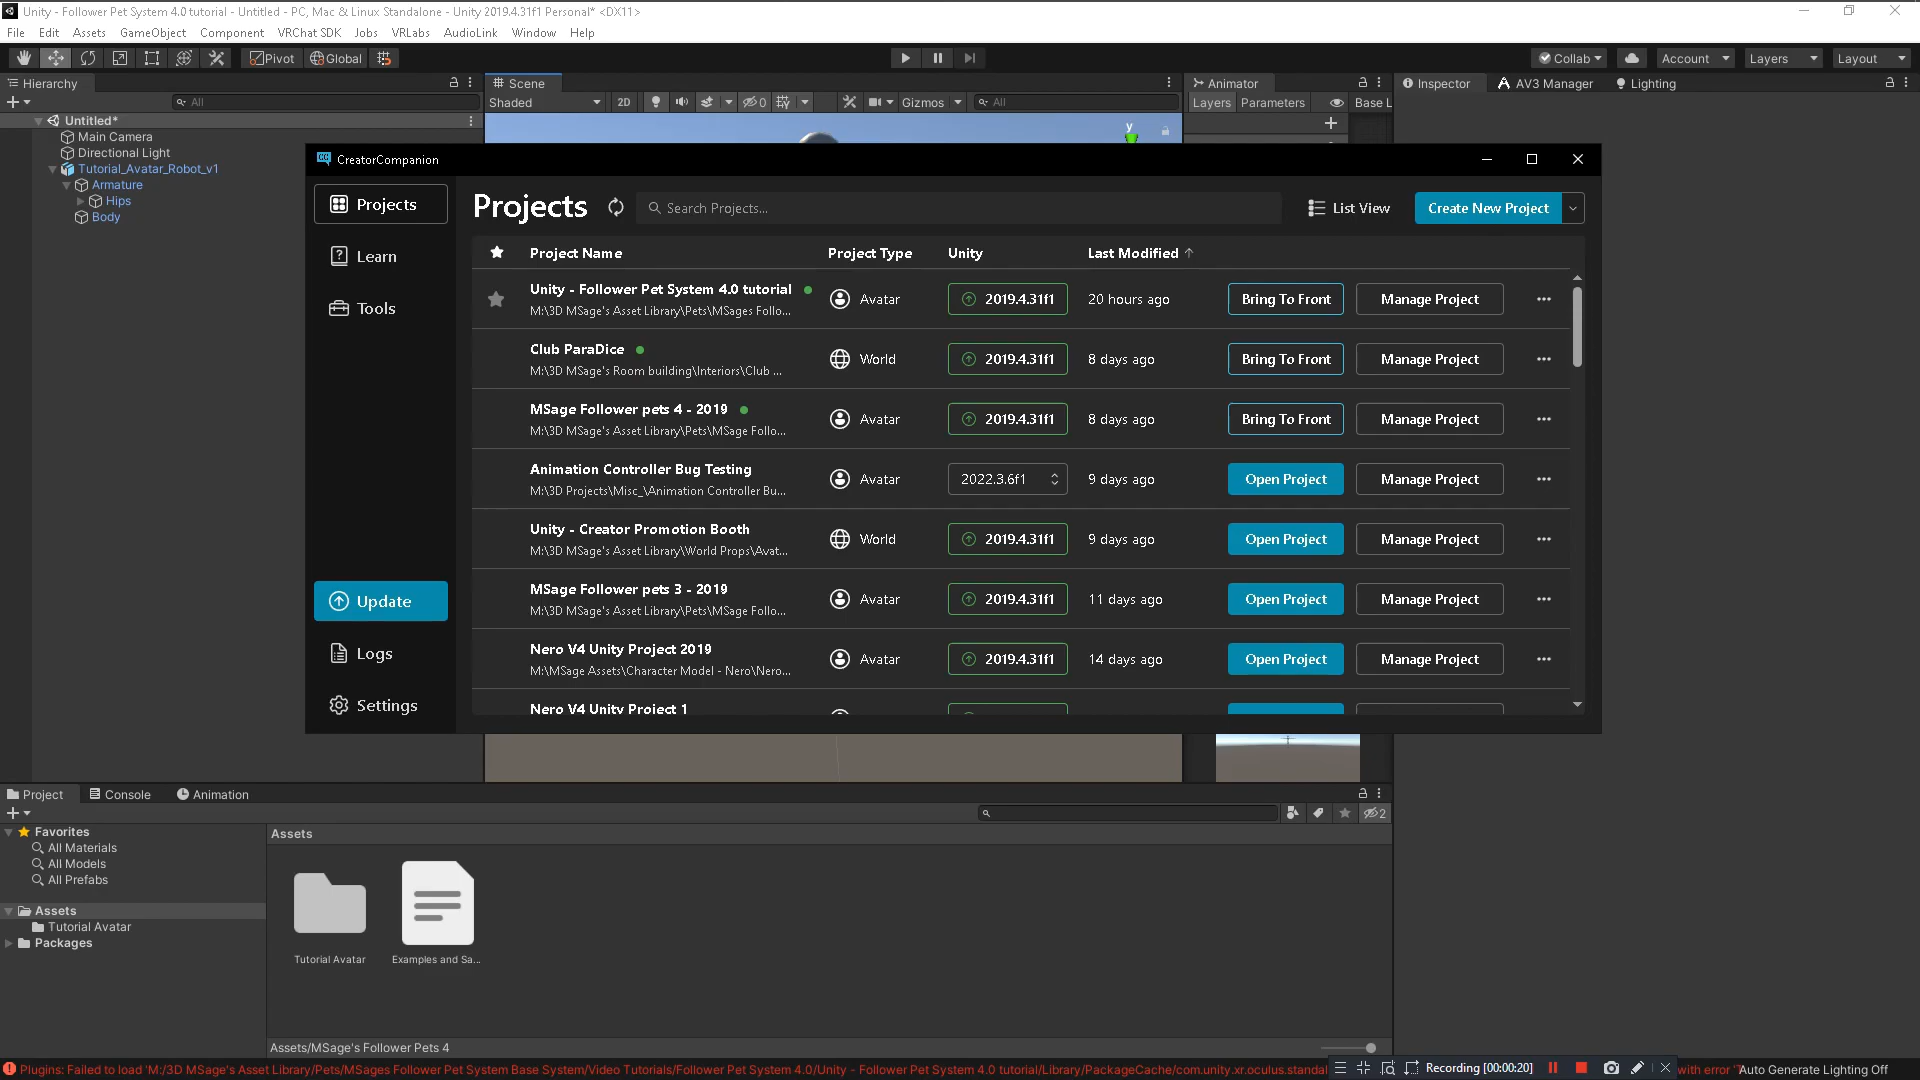 Unity - Follower Pet System 4.0 tutorial - Untitled - PC, Mac & Linux Standalone - Unity 2019.4.31f1 Personal* <DX11>
File Edit Assets GameObject Component VRChat SDK Jobs VRLabs AudioLink Window Help
Pivot Global Collab Account Layers Layout
Hierarchy Scene Animator Inspector AV3 Manager Lighting
All Shaded 2D 0 Gizmos All Layers Parameters Base L
Untitled*
Main Camera
Directional Light
Tutorial_Avatar_Robot_v1
Armature
Hips
Body
y
CreatorCompanion
Projects
Learn
Tools
Update
Logs
Settings
Projects Search Projects... List View Create New Project
Project Name Project Type Unity Last Modified
Unity - Follower Pet System 4.0 tutorial
M:\3D MSage's Asset Library\Pets\MSages Follo...
Avatar 2019.4.31f1 20 hours ago Bring To Front Manage Project
Club ParaDice
M:\3D MSage's Room building\Interiors\Club ...
World 2019.4.31f1 8 days ago Bring To Front Manage Project
MSage Follower pets 4 - 2019
M:\3D MSage's Asset Library\Pets\MSage Follo...
Avatar 2019.4.31f1 8 days ago Bring To Front Manage Project
Animation Controller Bug Testing
M:\3D Projects\Misc_\Animation Controller Bu...
Avatar 2022.3.6f1 9 days ago Open Project Manage Project
Unity - Creator Promotion Booth
M:\3D MSage's Asset Library\World Props\Avat...
World 2019.4.31f1 9 days ago Open Project Manage Project
MSage Follower pets 3 - 2019
M:\3D MSage's Asset Library\Pets\MSage Follo...
Avatar 2019.4.31f1 11 days ago Open Project Manage Project
Nero V4 Unity Project 2019
M:\MSage Assets\Character Model - Nero\Nero...
Avatar 2019.4.31f1 14 days ago Open Project Manage Project
Nero V4 Unity Project 1
Project Console Animation
2
Favorites
All Materials
All Models
All Prefabs
Assets
Tutorial Avatar
Packages
Assets
Tutorial Avatar Examples and Sa...
Assets/MSage's Follower Pets 4
Plugins: Failed to load 'M:/3D MSage's Asset Library/Pets/MSages Follower Pet System Base System/Video Tutorials/Follower Pet System 4.0/Unity - Follower Pet System 4.0 tutorial/Library/PackageCache/com.unity.xr.oculus.standal
Recording [00:00:20]
with error 'T
Auto Generate Lighting Off